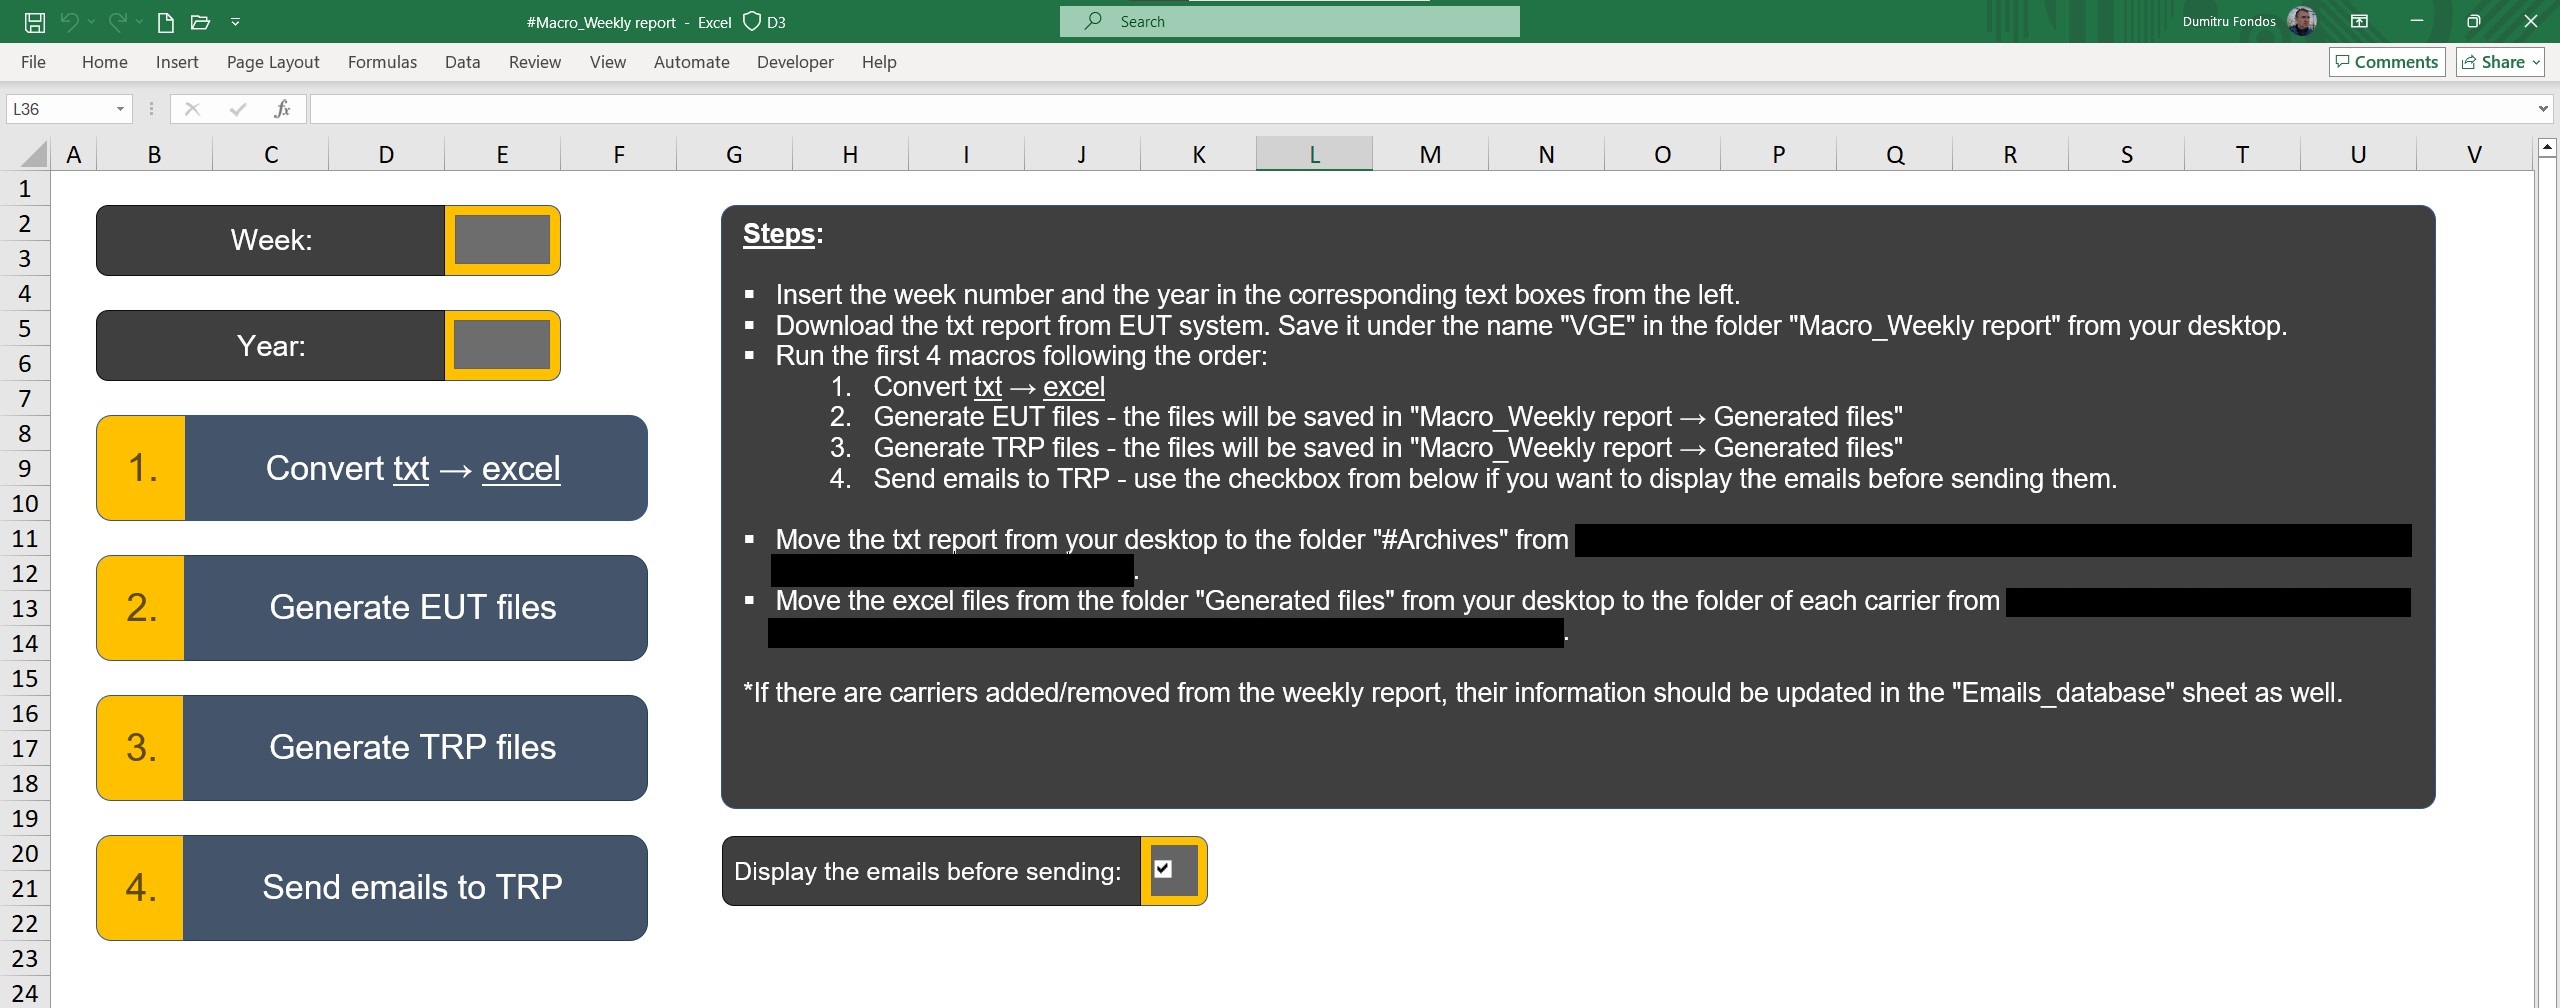 #Macro_Weekly report - Excel D3
Search
Dumitru Fondos
File Home Insert Page Layout Formulas Data Review View Automate Developer Help
Comments Share
L36
fx
A B C D E F G H I J K L M N O P Q R S T U V
1
2
3
4
5
6
7
8
9
10
11
12
13
14
15
16
17
18
19
20
21
22
23
24
Week:
Year:
1. Convert txt → excel
2. Generate EUT files
3. Generate TRP files
4. Send emails to TRP
Steps:
▪ Insert the week number and the year in the corresponding text boxes from the left.
▪ Download the txt report from EUT system. Save it under the name "VGE" in the folder "Macro_Weekly report" from your desktop.
▪ Run the first 4 macros following the order:
1. Convert txt → excel
2. Generate EUT files - the files will be saved in "Macro_Weekly report → Generated files"
3. Generate TRP files - the files will be saved in "Macro_Weekly report → Generated files"
4. Send emails to TRP - use the checkbox from below if you want to display the emails before sending them.
▪ Move the txt report from your desktop to the folder "#Archives" from
.
▪ Move the excel files from the folder "Generated files" from your desktop to the folder of each carrier from
.
*If there are carriers added/removed from the weekly report, their information should be updated in the "Emails_database" sheet as well.
Display the emails before sending: